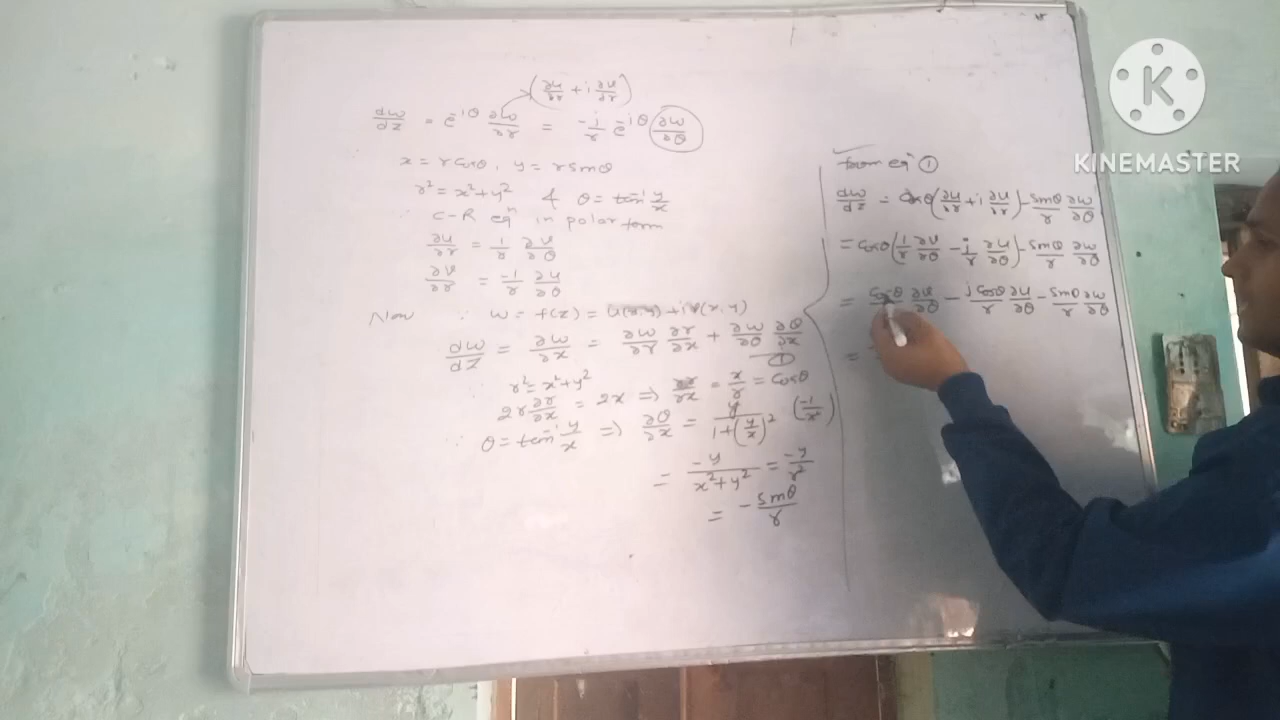 (∂u/∂r + i ∂v/∂r)
dw/dz = e^-iθ ∂w/∂r = -i/r e^-iθ ∂w/∂θ
x = r cosθ, y = r sinθ
r² = x²+y² & θ = tan⁻¹ y/x
∵ C-R eqⁿ in polar term
∂u/∂r = 1/r ∂v/∂θ
∂v/∂r = -1/r ∂u/∂θ
Now ∵ w = f(z) = u(x,y) + iv(x,y)
dw/dz = ∂w/∂x = ∂w/∂r ∂r/∂x + ∂w/∂θ ∂θ/∂x
①
∵ r² = x²+y²
2r ∂r/∂x = 2x ⇒ ∂r/∂x = x/r = cosθ
∵ θ = tan⁻¹ y/x ⇒ ∂θ/∂x = y/(1+(y/x)²) (-1/x²)
= -y/(x²+y²) = -y/r²
= - sinθ/r
from eqⁿ ①
dw/dz = cosθ(∂u/∂r + i ∂v/∂r) - sinθ/r ∂w/∂θ
= cosθ(1/r ∂v/∂θ - i/r ∂u/∂θ) - sinθ/r ∂w/∂θ
= cosθ/r ∂v/∂θ - i cosθ/r ∂u/∂θ - sinθ/r ∂w/∂θ
= -
K
KINEMASTER